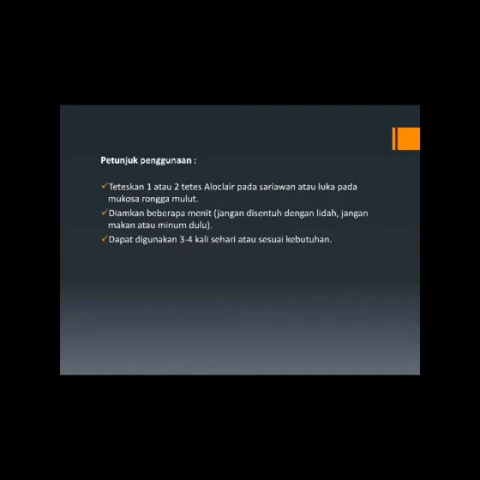 Petunjuk penggunaan :
✓Teteskan 1 atau 2 tetes Aloclair pada sariawan atau luka pada
mukosa rongga mulut.
✓Diamkan beberapa menit (jangan disentuh dengan lidah, jangan
makan atau minum dulu).
✓Dapat digunakan 3-4 kali sehari atau sesuai kebutuhan.